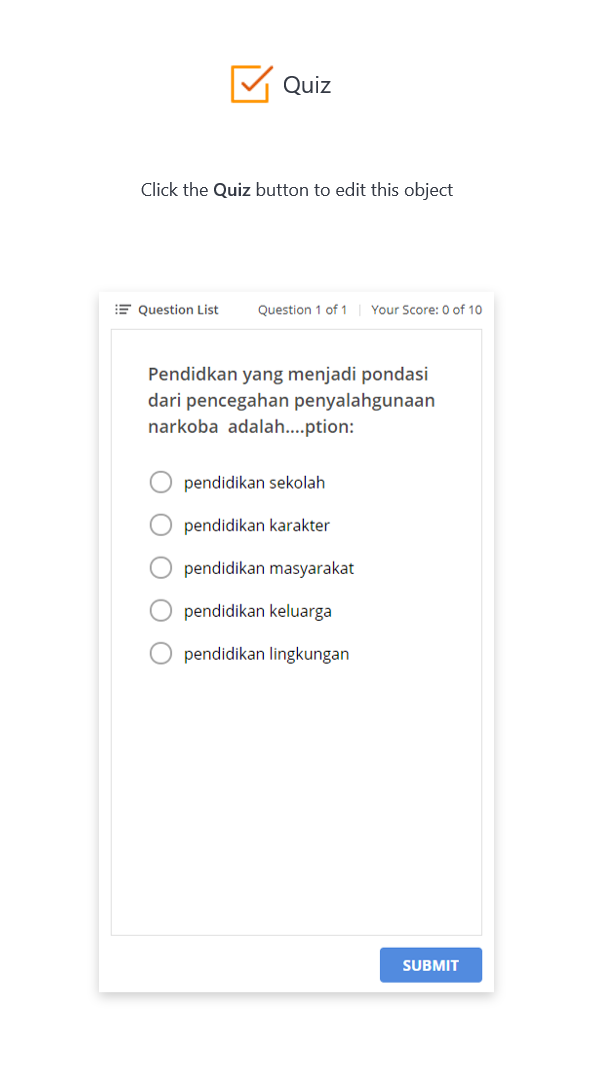 Quiz
Click the Quiz button to edit this object
Question List Question 1 of 1 | Your Score: 0 of 10
Pendidkan yang menjadi pondasi
dari pencegahan penyalahgunaan
narkoba adalah....ption:
pendidikan sekolah
pendidikan karakter
pendidikan masyarakat
pendidikan keluarga
pendidikan lingkungan
SUBMIT